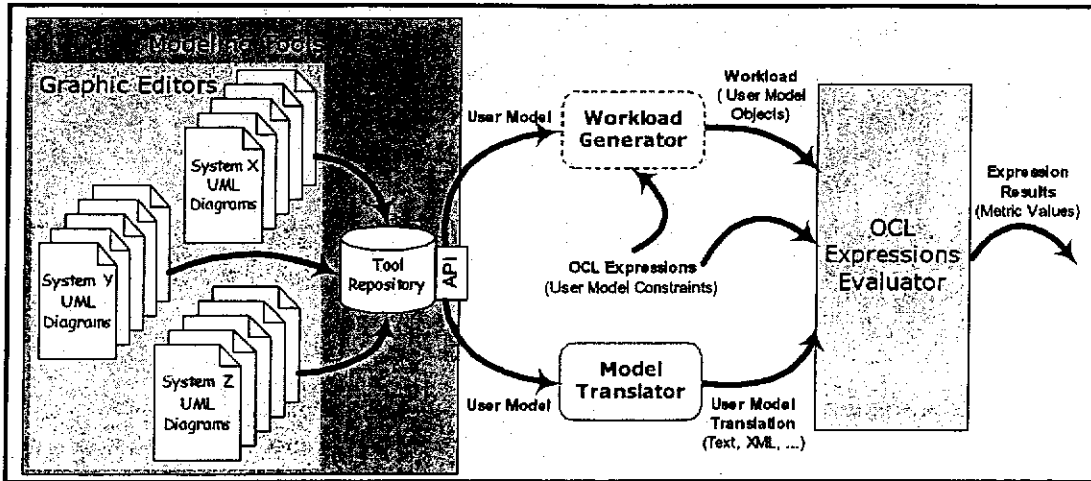 Modeling Tools
Graphic Editors
System X
UML
Diagrams
System Y
UML
Diagrams
System Z
UML
Diagrams
Tool
Repository
API
User Model
User Model
Workload
Generator
OCL Expressions
(User Model Constraints)
Model
Translator
Workload
( User Model
Objects)
User Model
Translation
(Text, XML, ...)
OCL
Expressions
Evaluator
Expression
Results
(Metric Values)